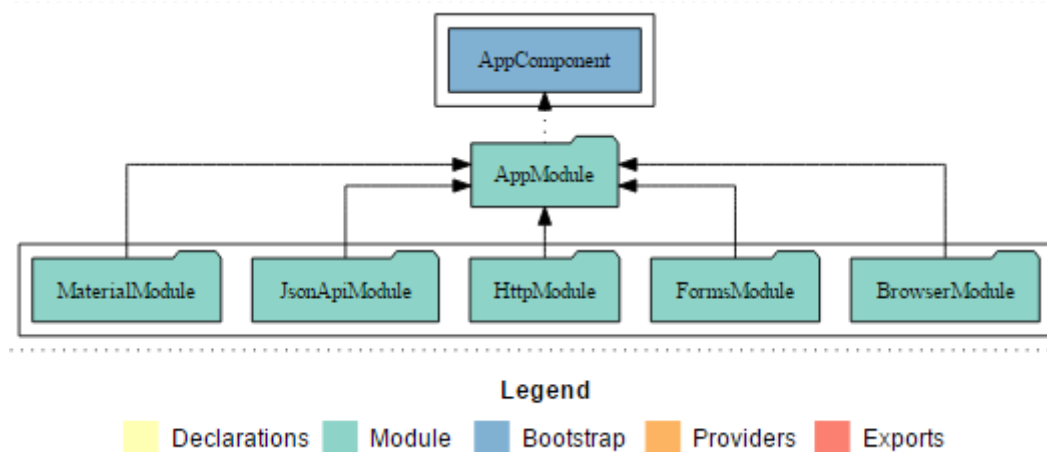 AppComponent
AppModule
MaterialModule JsonApiModule HttpModule FormsModule BrowserModule
Legend
Declarations Module Bootstrap Providers Exports